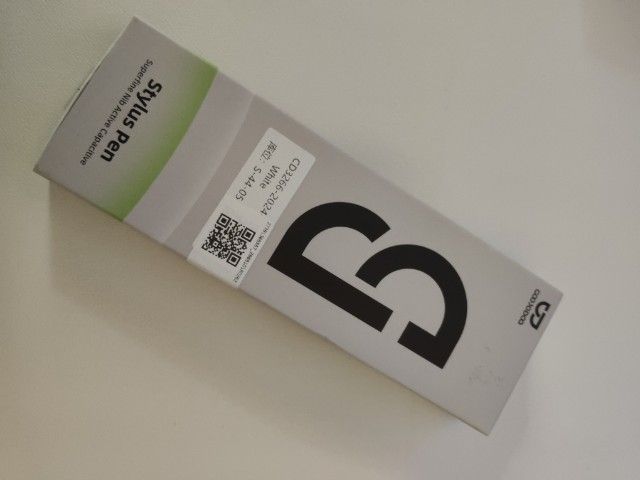 Stylus Pen
Superfine Nib Active Capacitive
CD3266-2024
White
库位: S-44-05